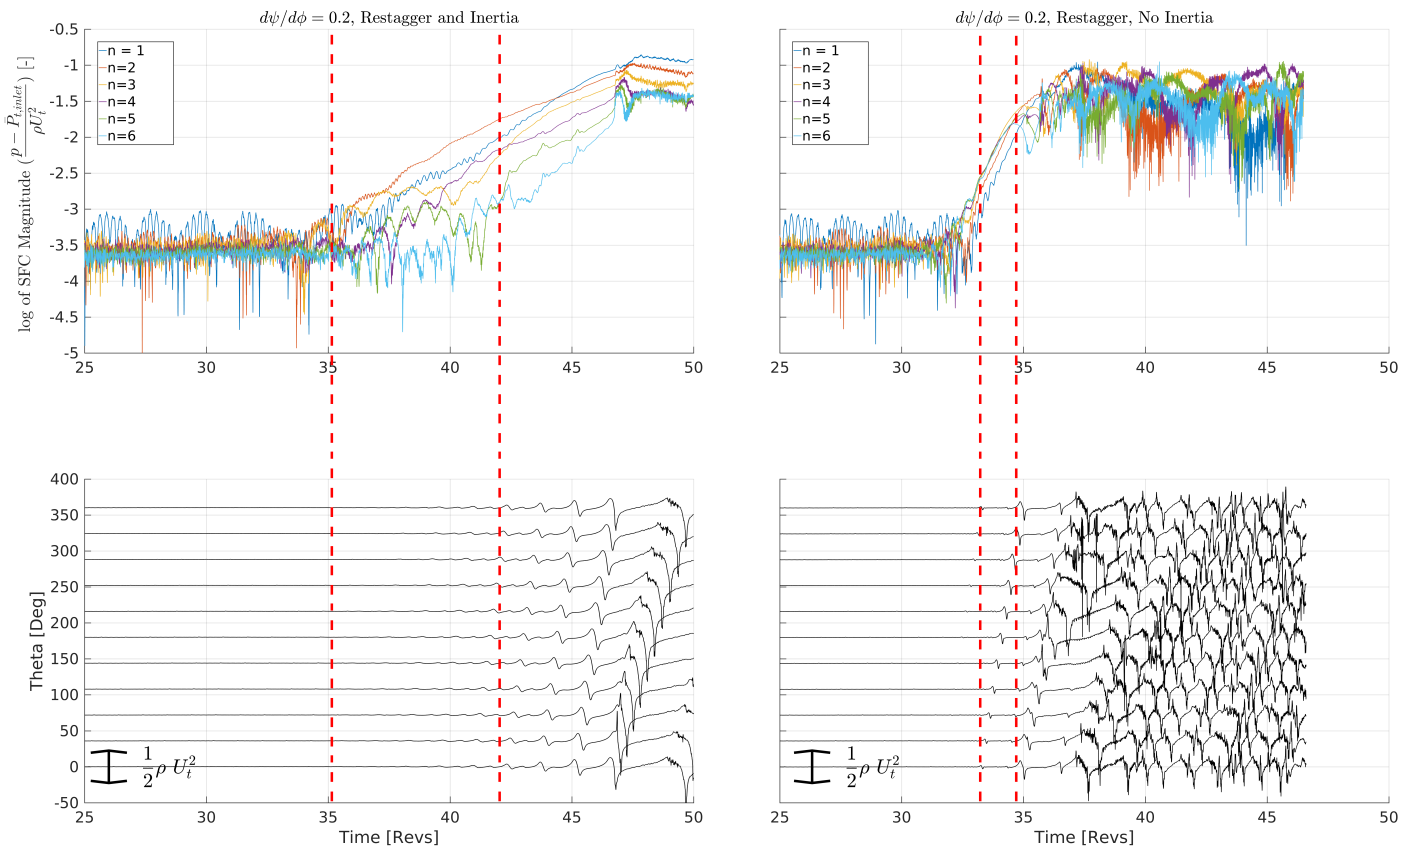 dψ/dϕ = 0.2, Restagger and Inertia
log of SFC Magnitude (p − P̄t,inlet / ρU_t^2) [-]
-0.5
-1
-1.5
-2
-2.5
-3
-3.5
-4
-4.5
-5
n = 1
n=2
n=3
n=4
n=5
n=6
25 30 35 40 45 50
dψ/dϕ = 0.2, Restagger, No Inertia
n = 1
n=2
n=3
n=4
n=5
n=6
25 30 35 40 45 50
Theta [Deg]
400
350
300
250
200
150
100
50
0
-50
1/2 ρ U_t^2
25 30 35 40 45 50
Time [Revs]
1/2 ρ U_t^2
25 30 35 40 45 50
Time [Revs]